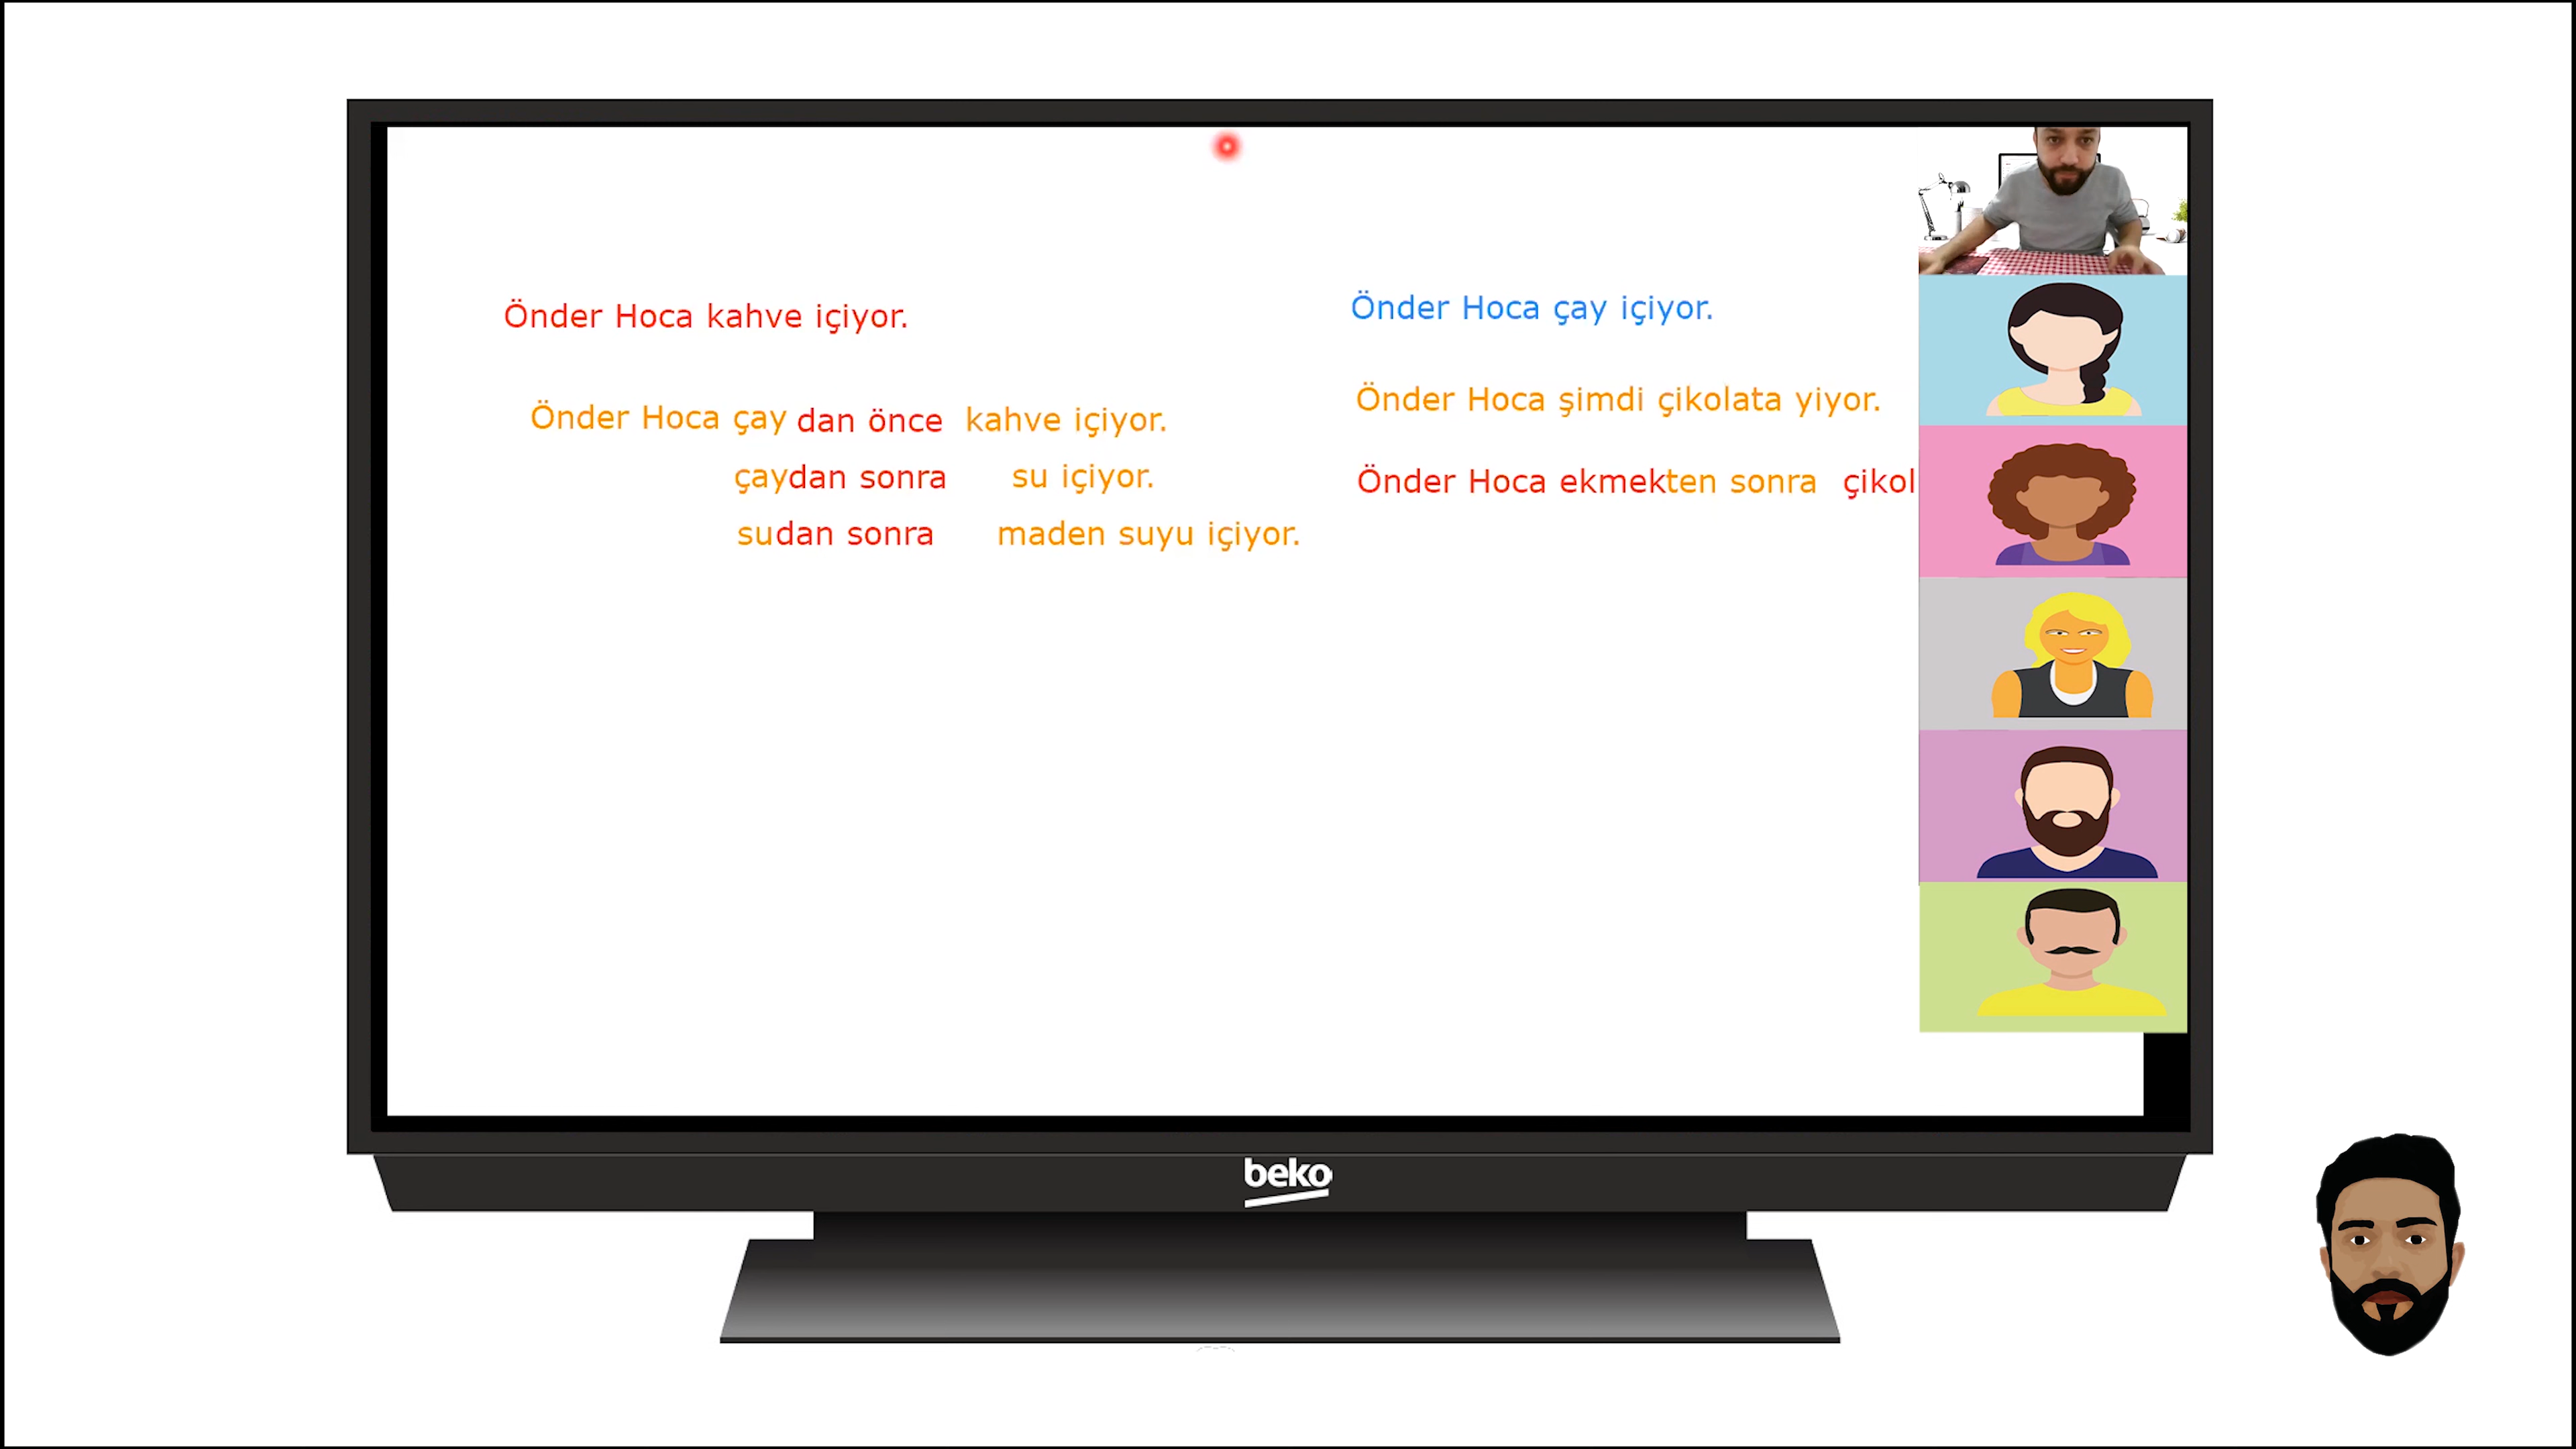 Önder Hoca kahve içiyor.
Önder Hoca çay dan önce kahve içiyor.
çaydan sonra su içiyor.
sudan sonra maden suyu içiyor.
Önder Hoca çay içiyor.
Önder Hoca şimdi çikolata yiyor.
Önder Hoca ekmekten sonra çikol
beko